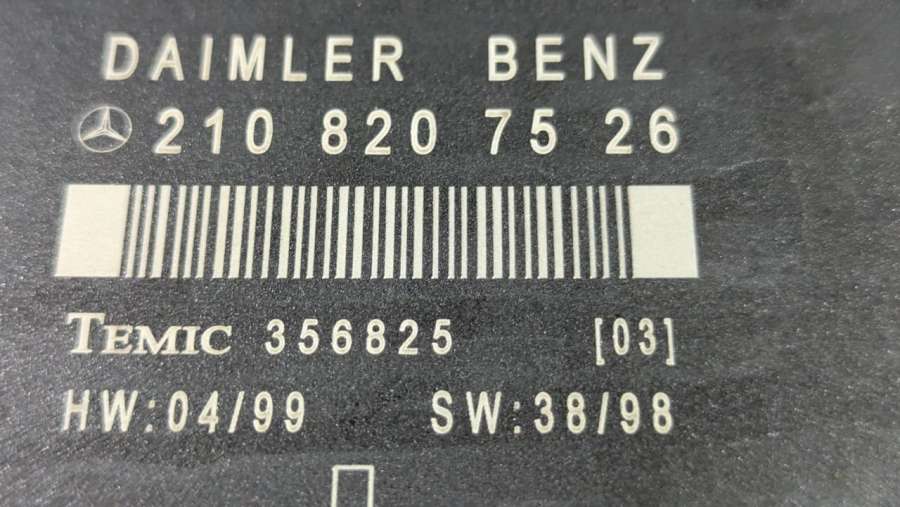 DAIMLER BENZ
210 820 75 26
TEMIC 356825 [03]
HW:04/99 SW:38/98